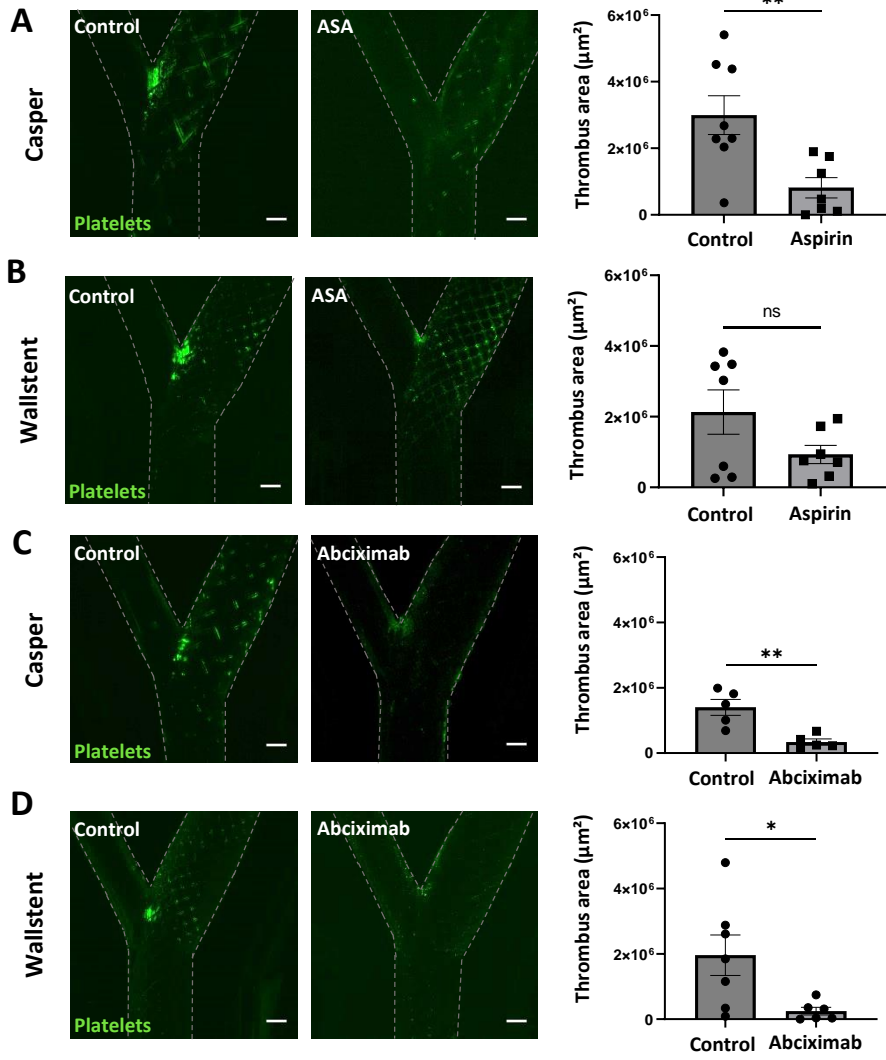 A
Casper
Control
Platelets
ASA
Thrombus area (µm²)
6×10⁶
4×10⁶
2×10⁶
0
**
Control Aspirin
B
Wallstent
Control
Platelets
ASA
Thrombus area (µm²)
6×10⁶
4×10⁶
2×10⁶
0
ns
Control Aspirin
C
Casper
Control
Platelets
Abciximab
Thrombus area (µm²)
6×10⁶
4×10⁶
2×10⁶
0
**
Control Abciximab
D
Wallstent
Control
Platelets
Abciximab
Thrombus area (µm²)
6×10⁶
4×10⁶
2×10⁶
0
*
Control Abciximab